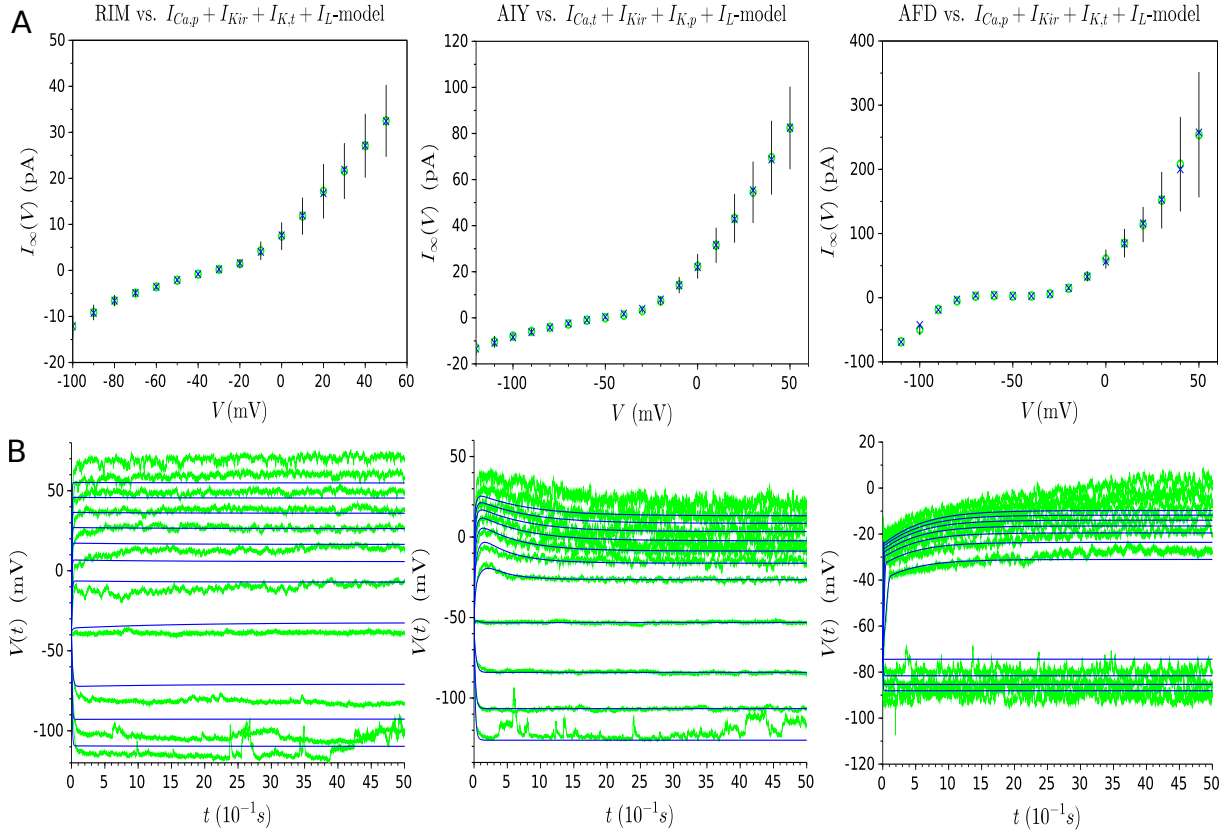 A
RIM vs. I_{Ca,p} + I_{Kir} + I_{K,t} + I_L-model
50
40
30
20
10
0
-10
-20
-100 -80 -60 -40 -20 0 20 40 60
I_∞(V) (pA)
V(mV)
AIY vs. I_{Ca,t} + I_{Kir} + I_{K,p} + I_L-model
120
100
80
60
40
20
0
-20
-100 -50 0 50
I_∞(V) (pA)
V (mV)
AFD vs. I_{Ca,p} + I_{Kir} + I_{K,t} + I_L-model
400
300
200
100
0
-50
-100
-100 -50 0 50
I_∞(V) (pA)
V (mV)
B
50
0
-50
-100
0 5 10 15 20 25 30 35 40 45 50
V(t) (mV)
t (10⁻¹s)
50
0
-50
-100
0 5 10 15 20 25 30 35 40 45 50
V(t) (mV)
t (10⁻¹s)
20
0
-20
-40
-60
-80
-100
-120
0 5 10 15 20 25 30 35 40 45 50
V(t) (mV)
t (10⁻¹s)